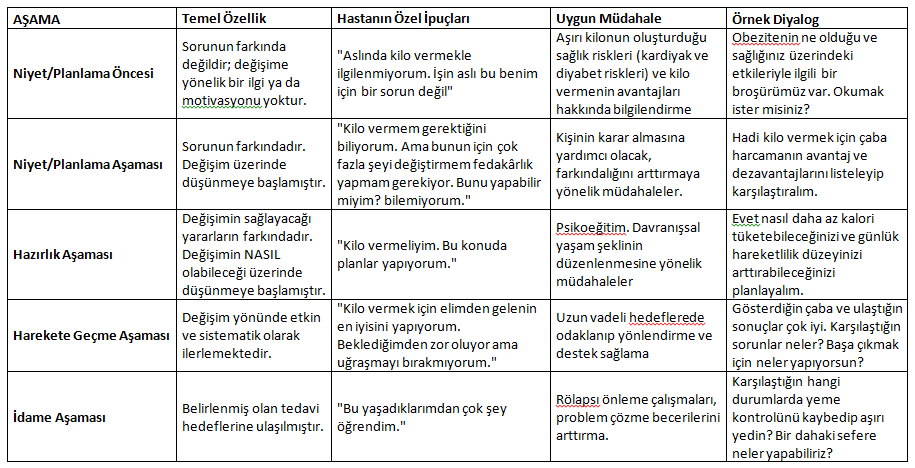 AŞAMA
Temel Özellik
Hastanın Özel İpuçları
Uygun Müdahale
Örnek Diyalog
Niyet/Planlama Öncesi
Sorunun farkında
değildir; değişime
yönelik bir ilgi ya da
motivasyonu yoktur.
"Aslında kilo vermekle
ilgilenmiyorum. İşin aslı bu benim
için bir sorun değil"
Aşırı kilonun oluşturduğu
sağlık riskleri (kardiyak ve
diyabet riskleri) ve kilo
vermenin avantajları
hakkında bilgilendirme
Obezitenin ne olduğu ve
sağlığınız üzerindeki
etkileriyle ilgili bir
broşürümüz var. Okumak
ister misiniz?
Niyet/Planlama Aşaması
Sorunun farkındadır.
Değişim üzerinde
düşünmeye başlamıştır.
"Kilo vermem gerektiğini
biliyorum. Ama bunun için çok
fazla şeyi değiştirmem fedakârlık
yapmam gerekiyor. Bunu yapabilir
miyim? bilemiyorum."
Kişinin karar almasına
yardımcı olacak,
farkındalığını arttırmaya
yönelik müdahaleler.
Hadi kilo vermek için çaba
harcamanın avantaj ve
dezavantajlarını listeleyip
karşılaştıralım.
Hazırlık Aşaması
Değişimin sağlayacağı
yararların farkındadır.
Değişimin NASIL
olabileceği üzerinde
düşünmeye başlamıştır.
"Kilo vermeliyim. Bu konuda
planlar yapıyorum."
Psikoeğitim. Davranışsal
yaşam şeklinin
düzenlenmesine yönelik
müdahaleler
Evet nasıl daha az kalori
tüketebileceğinizi ve günlük
hareketlilik düzeyinizi
arttırabileceğinizi
planlayalım.
Harekete Geçme Aşaması
Değişim yönünde etkin
ve sistematik olarak
ilerlemektedir.
"Kilo vermek için elimden gelenin
en iyisini yapıyorum.
Beklediğimden zor oluyor ama
uğraşmayı bırakmıyorum."
Uzun vadeli hedeflerede
odaklanıp yönlendirme ve
destek sağlama
Gösterdiğin çaba ve ulaştığın
sonuçlar çok iyi. Karşılaştığın
sorunlar neler? Başa çıkmak
için neler yapıyorsun?
İdame Aşaması
Belirlenmiş olan tedavi
hedeflerine ulaşılmıştır.
"Bu yaşadıklarımdan çok şey
öğrendim."
Rölapsı önleme çalışmaları,
problem çözme becerilerini
arttırma.
Karşılaştığın hangi
durumlarda yeme
kontrolünü kaybedip aşırı
yedin? Bir dahaki sefere
neler yapabiliriz?